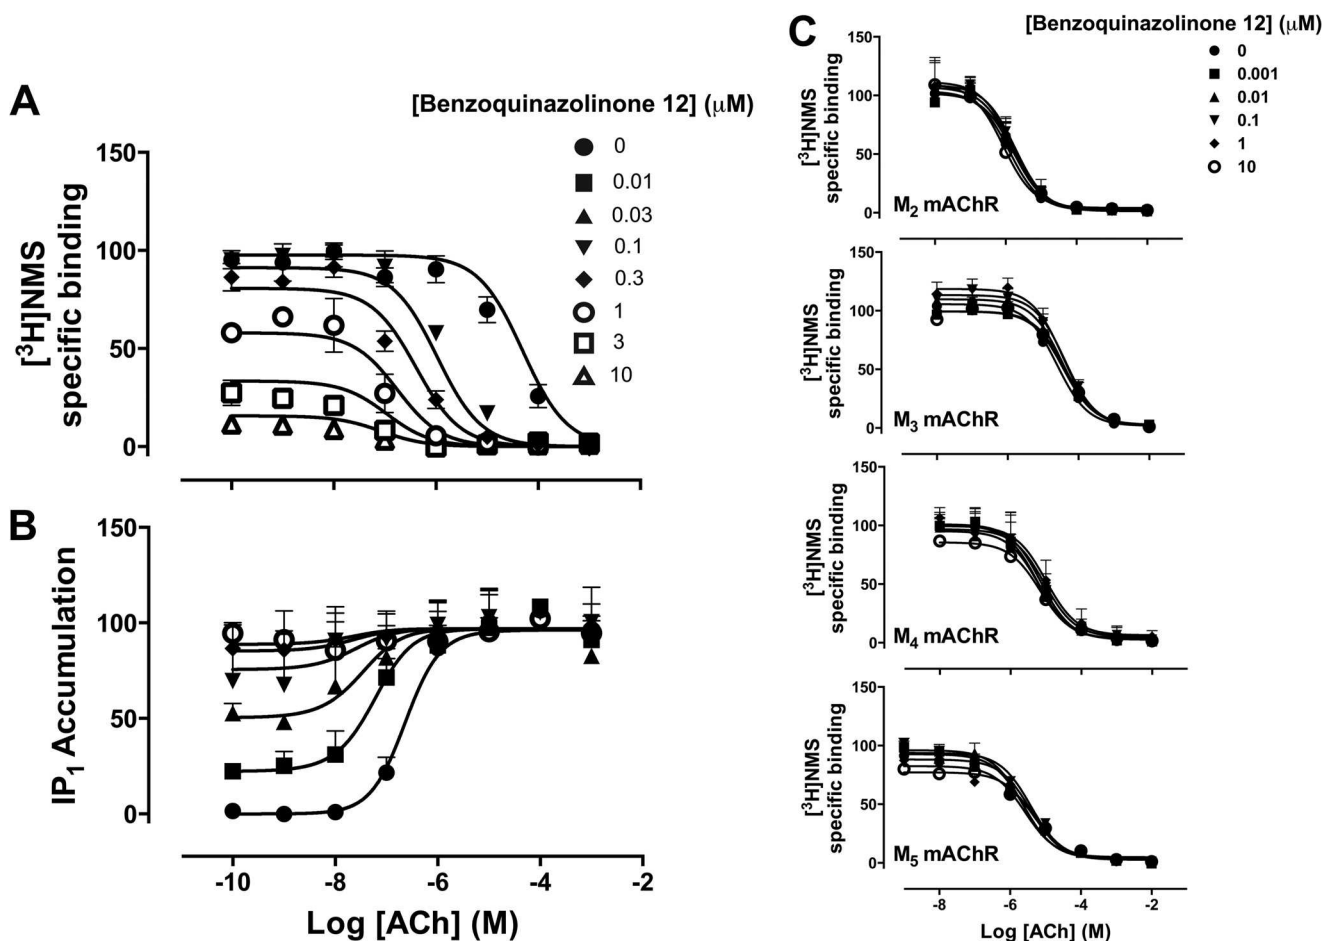 A
[Benzoquinazolinone 12] (μM)
0
0.01
0.03
0.1
0.3
1
3
10
150
100
50
0
[³H]NMS
specific binding
B
150
100
50
0
IP₁ Accumulation
-10
-8
-6
-4
-2
Log [ACh] (M)
C
[Benzoquinazolinone 12] (μM)
0
0.001
0.01
0.1
1
10
150
100
50
0
[³H]NMS
specific binding
M₂ mAChR
150
100
50
0
[³H]NMS
specific binding
M₃ mAChR
150
100
50
0
[³H]NMS
specific binding
M₄ mAChR
150
100
50
0
[³H]NMS
specific binding
M₅ mAChR
-8
-6
-4
-2
Log [ACh] (M)